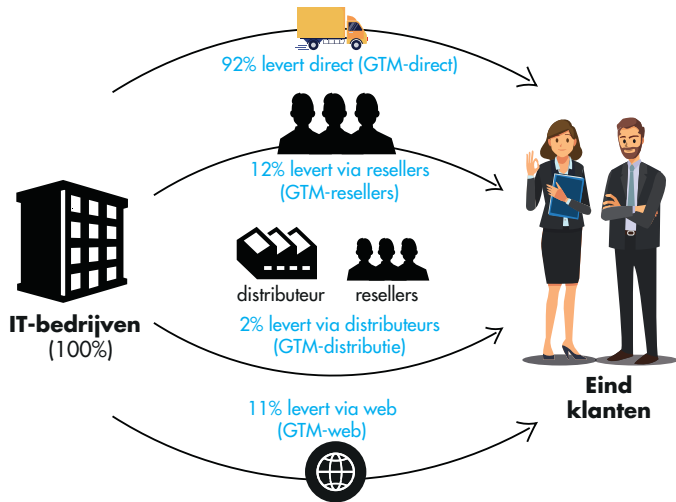 92% levert direct (GTM-direct)
12% levert via resellers
(GTM-resellers)
distributeur
resellers
2% levert via distributeurs
(GTM-distributie)
IT-bedrijven
(100%)
11% levert via web
(GTM-web)
Eind
klanten